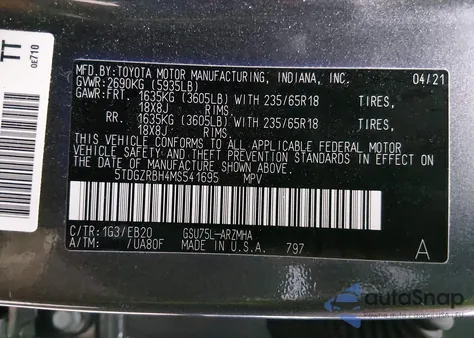 TT
0E710
MFD.BY:TOYOTA MOTOR MANUFACTURING, INDIANA, INC. 04/21
GVWR:2690KG (5935LB)
GAWR:FRT. 1635KG (3605LB) WITH 235/65R18 TIRES,
18X8J RIMS,
RR. 1635KG (3605LB) WITH 235/65R18 TIRES,
18X8J RIMS
THIS VEHICLE CONFORMS TO ALL APPLICABLE FEDERAL MOTOR
VEHICLE SAFETY AND BUMPER STANDARDS IN EFFECT ON THE DATE
OF MANUFACTURE SHOWN ABOVE.
5TDGZRBH4MS541695 MPV
C/TR:1G3/EB20 GSU75L-ARZMHA
A/TM: /UA80F MADE IN U.S.A. 797 A
autoSnap